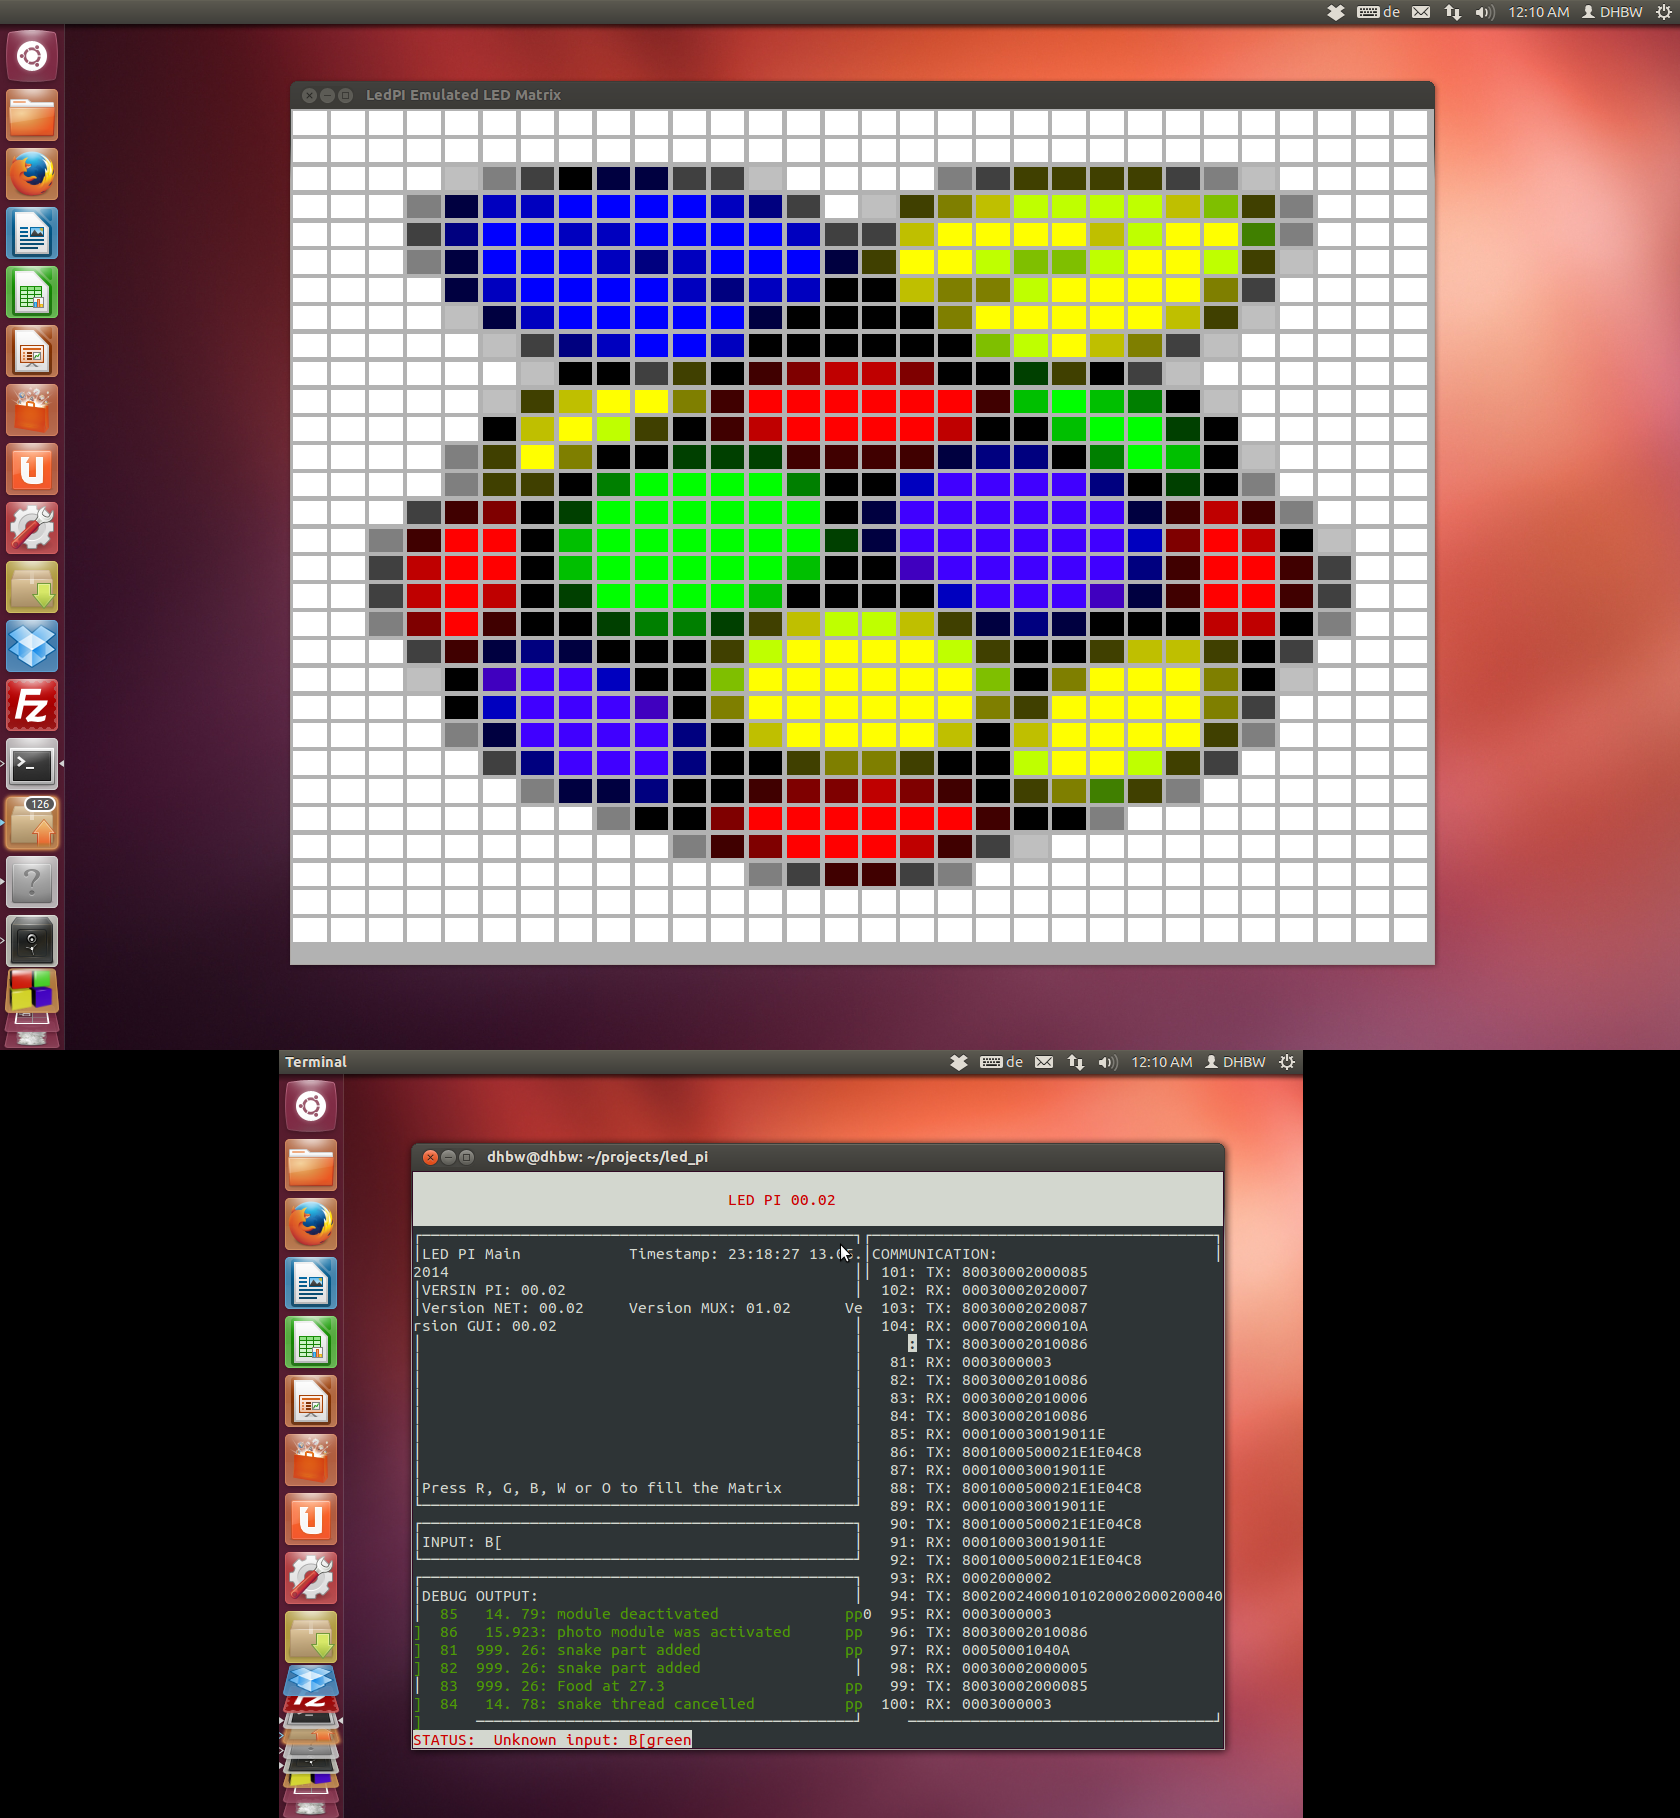 de 12:10 AM DHBW
LedPI Emulated LED Matrix
126
Terminal
de 12:10 AM DHBW
dhbw@dhbw: ~/projects/led_pi
LED PI 00.02
LED PI Main Timestamp: 23:18:27 13.
2014
VERSIN PI: 00.02
Version NET: 00.02 Version MUX: 01.02 Ve
rsion GUI: 00.02
Press R, G, B, W or O to fill the Matrix
INPUT: B[
DEBUG OUTPUT:
85 14. 79: module deactivated pp0
] 86 15.923: photo module was activated pp
] 81 999. 26: snake part added pp
] 82 999. 26: snake part added
83 999. 26: Food at 27.3 pp
] 84 14. 78: snake thread cancelled pp
]
STATUS: Unknown input: B[green
COMMUNICATION:
101: TX: 80030002000085
102: RX: 00030002020007
103: TX: 80030002020087
104: RX: 0007000200010A
: TX: 80030002010086
81: RX: 0003000003
82: TX: 80030002010086
83: RX: 00030002010006
84: TX: 80030002010086
85: RX: 000100030019011E
86: TX: 8001000500021E1E04C8
87: RX: 000100030019011E
88: TX: 8001000500021E1E04C8
89: RX: 000100030019011E
90: TX: 8001000500021E1E04C8
91: RX: 000100030019011E
92: TX: 8001000500021E1E04C8
93: RX: 0002000002
94: TX: 80020024000101020002000200040
95: RX: 0003000003
96: TX: 80030002010086
97: RX: 00050001040A
98: RX: 00030002000005
99: TX: 80030002000085
100: RX: 0003000003